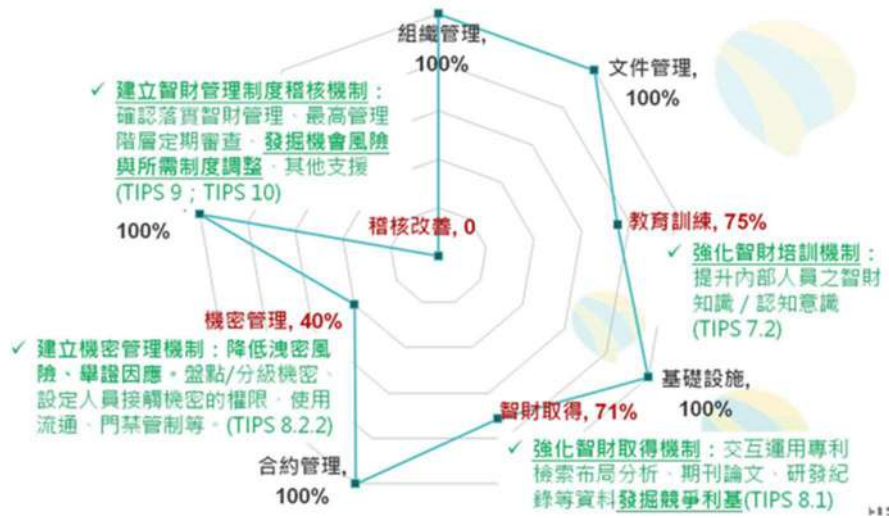 組織管理,
100%
文件管理,
100%
✓ 建立智財管理制度稽核機制：
確認落實智財管理、最高管理
階層定期審查、發掘機會風險
與所需制度調整、其他支援
(TIPS 9；TIPS 10)
100%
稽核改善, 0
教育訓練, 75%
✓ 強化智財培訓機制：
提升內部人員之智財
知識 / 認知意識
(TIPS 7.2)
機密管理, 40%
✓ 建立機密管理機制：降低洩密風
險、舉證因應。盤點/分級機密、
設定人員接觸機密的權限、使用
流通、門禁管制等。(TIPS 8.2.2)
基礎設施,
100%
智財取得, 71%
✓ 強化智財取得機制：交互運用專利
檢索布局分析、期刊論文、研發紀
錄等資料發掘競爭利基(TIPS 8.1)
合約管理,
100%